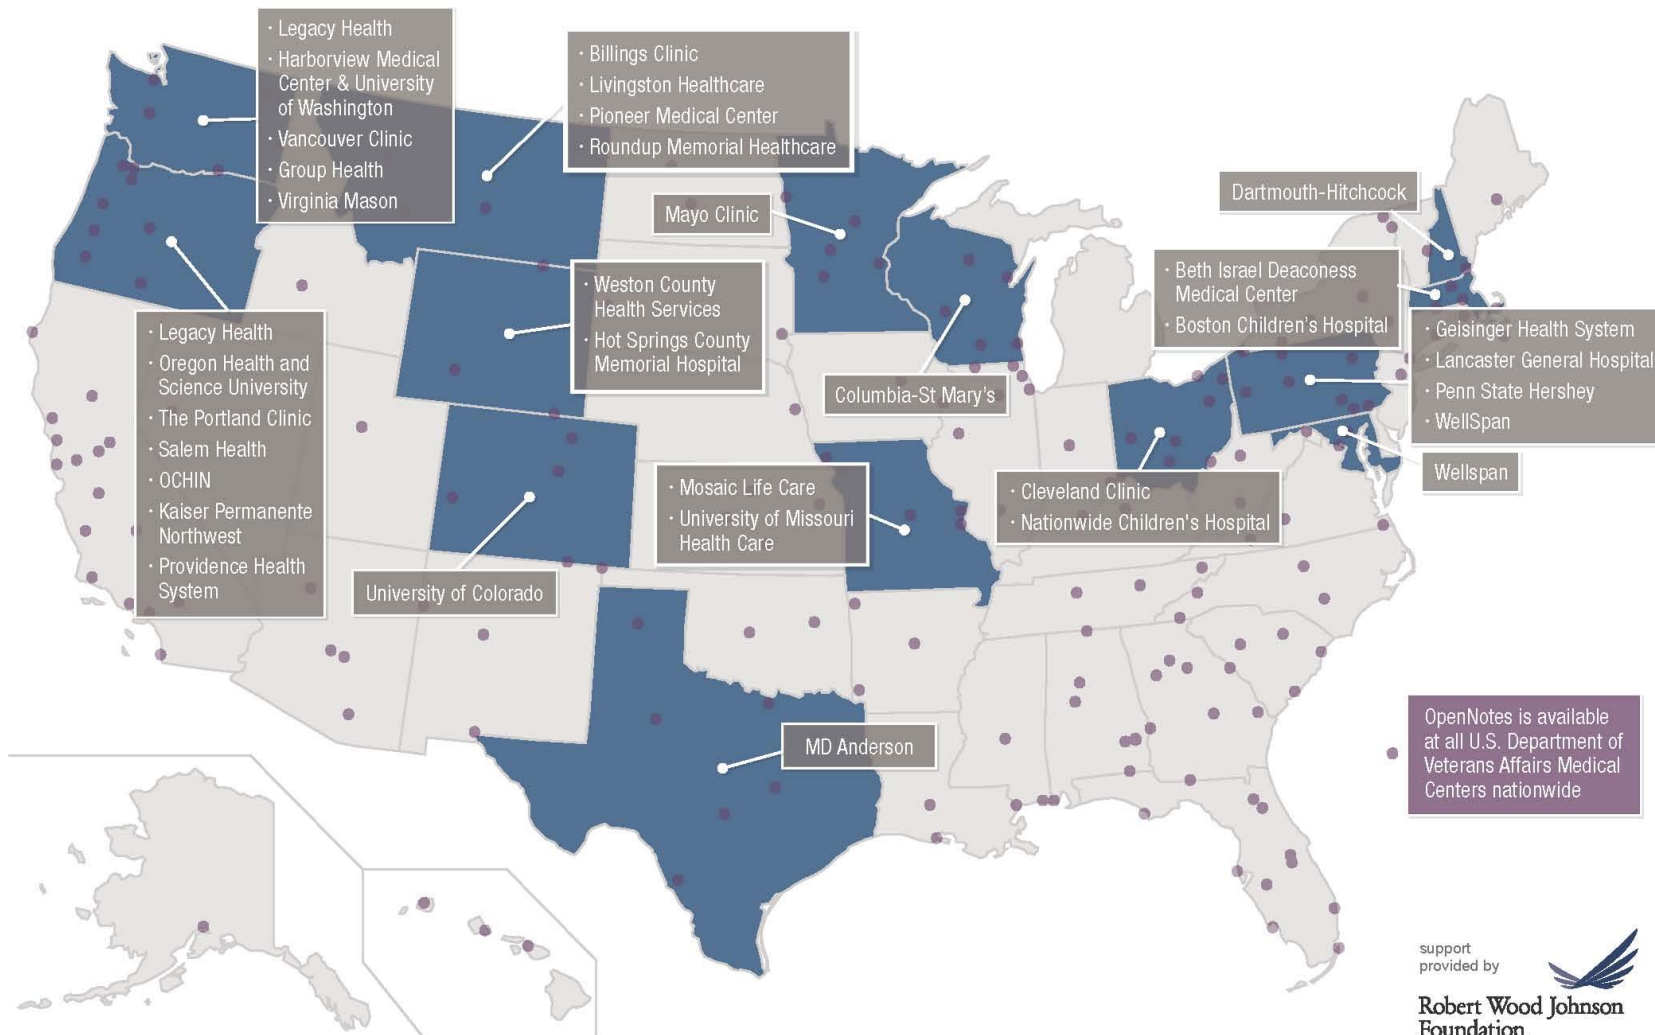 · Legacy Health
· Harborview Medical
Center & University
of Washington
· Vancouver Clinic
· Group Health
· Virginia Mason
· Billings Clinic
· Livingston Healthcare
· Pioneer Medical Center
· Roundup Memorial Healthcare
Mayo Clinic
Dartmouth-Hitchcock
· Beth Israel Deaconess
Medical Center
· Boston Children's Hospital
· Weston County
Health Services
· Hot Springs County
Memorial Hospital
· Legacy Health
· Oregon Health and
Science University
· The Portland Clinic
· Salem Health
· OCHIN
· Kaiser Permanente
Northwest
· Providence Health
System
Columbia-St Mary's
· Geisinger Health System
· Lancaster General Hospital
· Penn State Hershey
· WellSpan
Wellspan
· Mosaic Life Care
· University of Missouri
Health Care
· Cleveland Clinic
· Nationwide Children's Hospital
University of Colorado
MD Anderson
OpenNotes is available
at all U.S. Department of
Veterans Affairs Medical
Centers nationwide
support
provided by
Robert Wood Johnson
Foundation